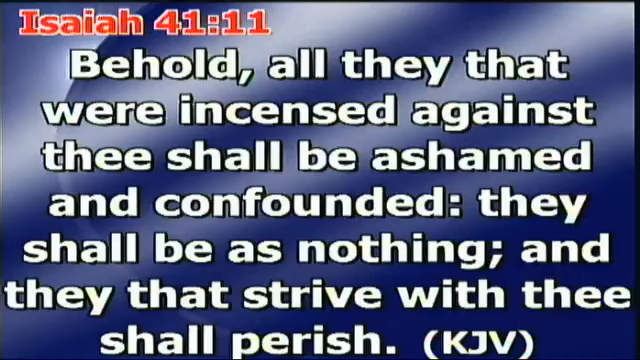 Isaiah 41:11
Behold, all they that
were incensed against
thee shall be ashamed
and confounded: they
shall be as nothing; and
they that strive with thee
shall perish. (KJV)